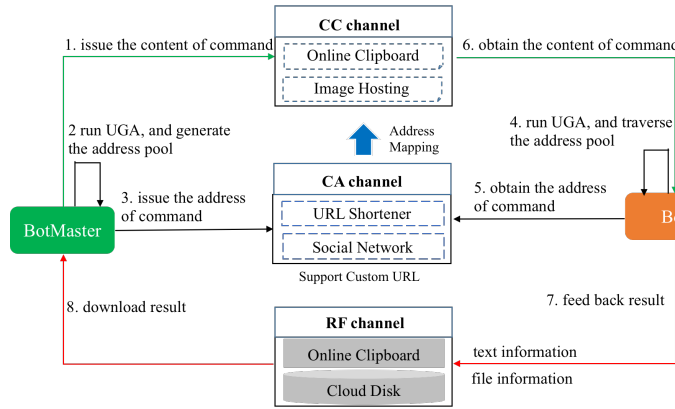 CC channel
1. issue the content of command
Online Clipboard
Image Hosting
6. obtain the content of command
2 run UGA, and generate
the address pool
Address
Mapping
4. run UGA, and traverse
the address pool
CA channel
3. issue the address
of command
URL Shortener
Social Network
5. obtain the address
of command
BotMaster
Support Custom URL
8. download result
7. feed back result
RF channel
Online Clipboard
Cloud Disk
text information
file information